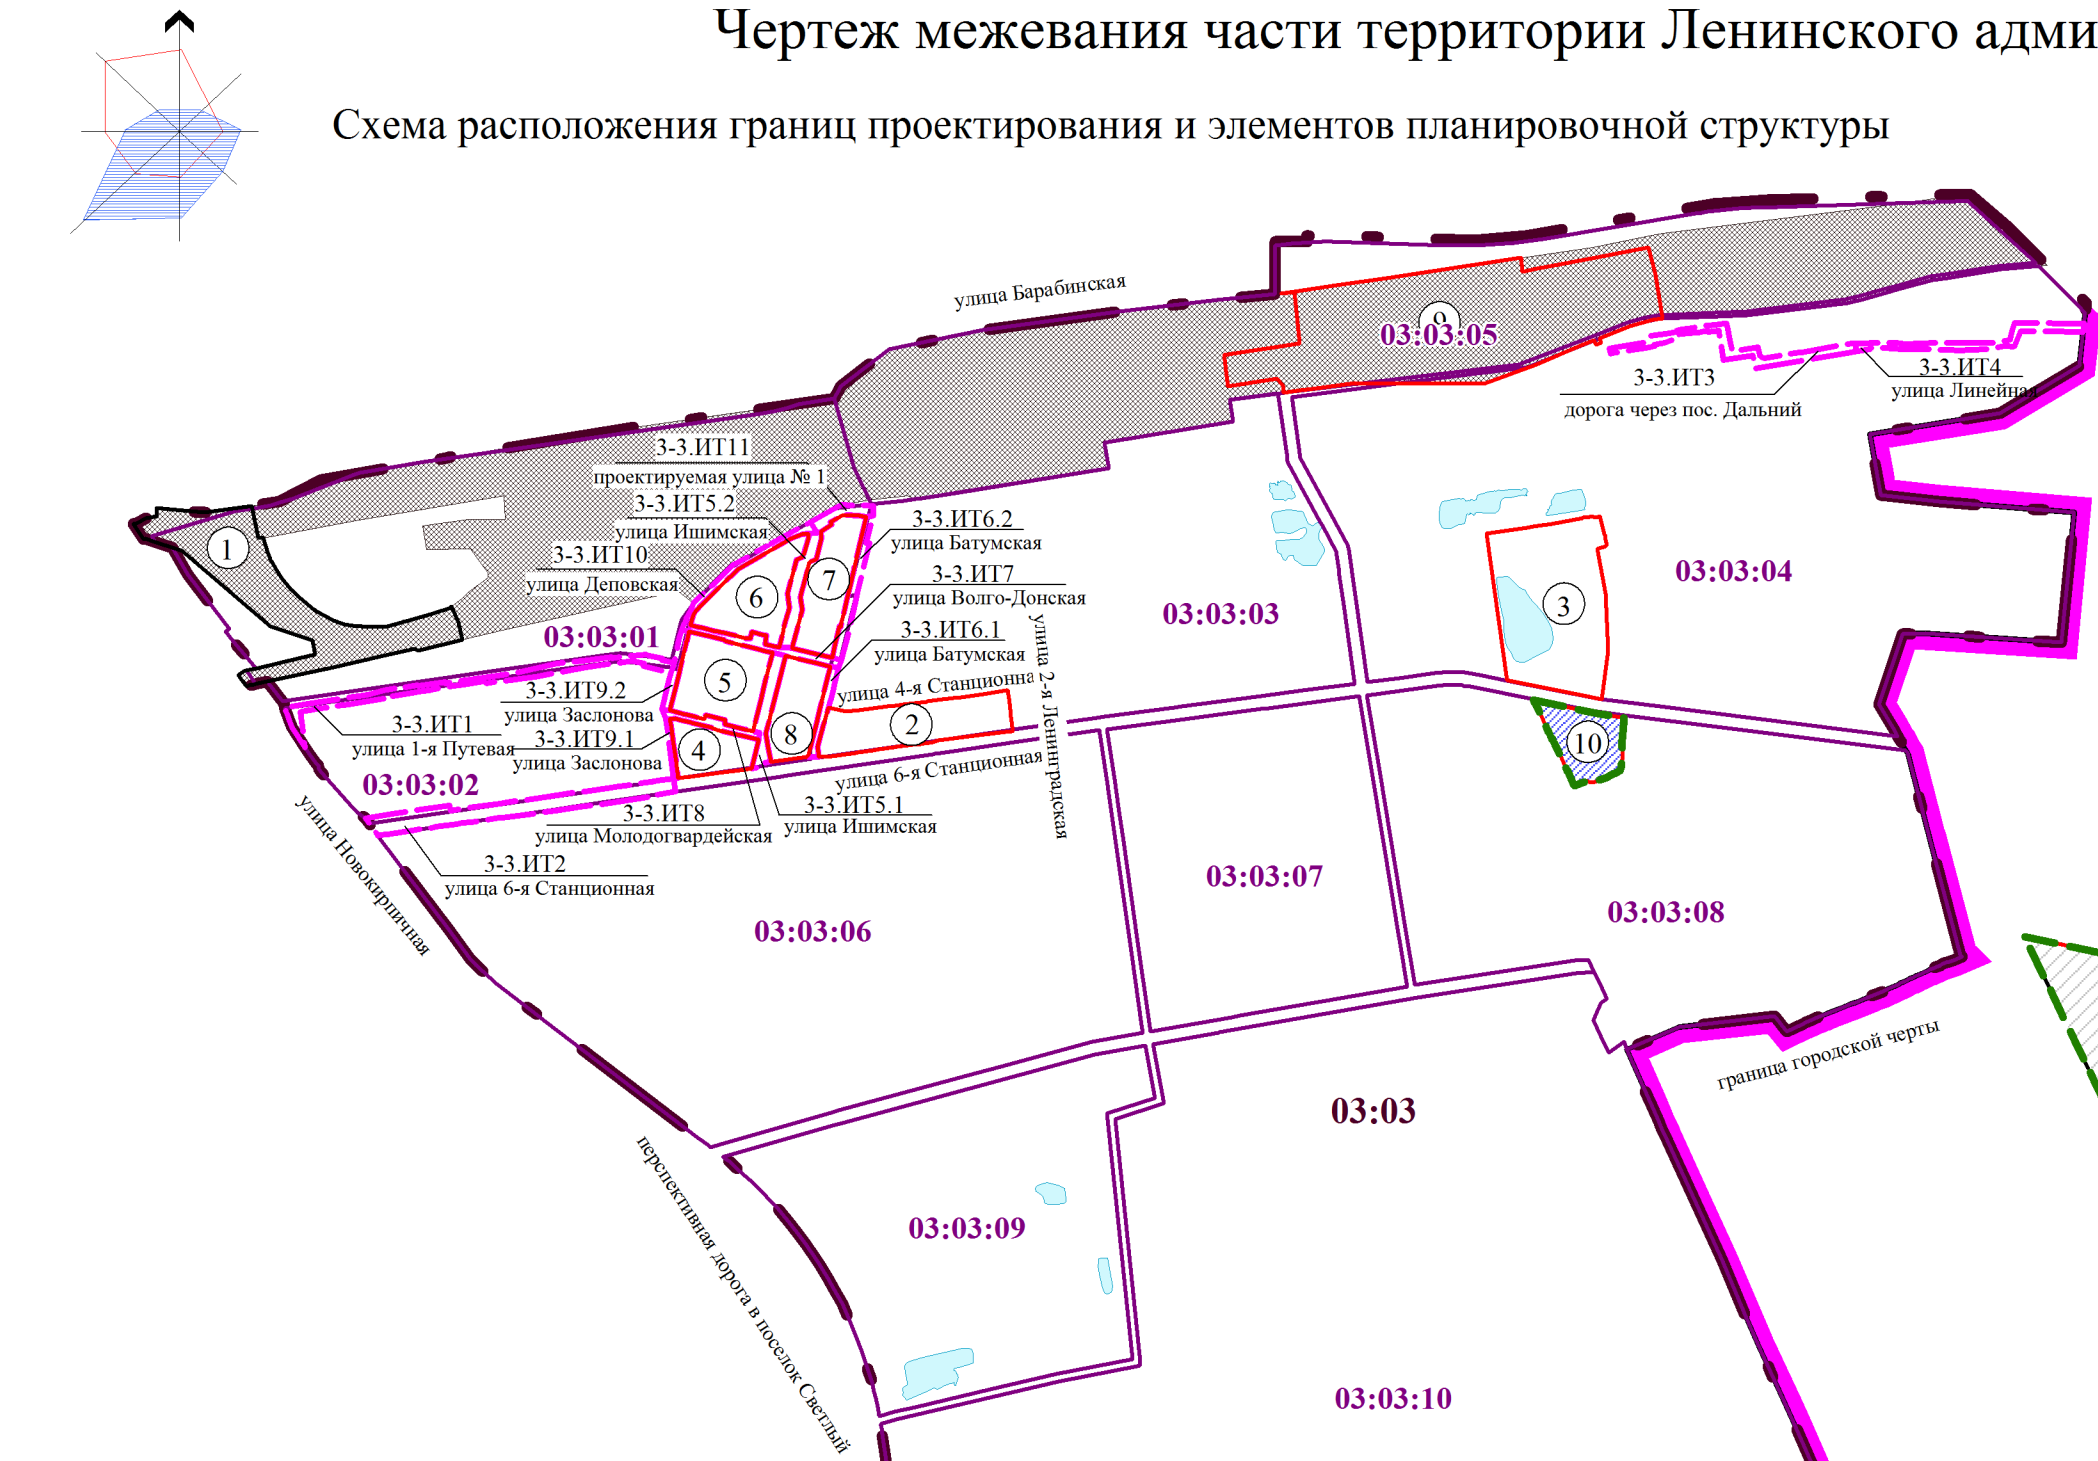 Чертеж межевания части территории Ленинского адми
Схема расположения границ проектирования и элементов планировочной структуры
улица Барабинская
9
03:03:05
3-3.ИТ3
дорога через пос. Дальний
3-3.ИТ4
улица Линейная
3-3.ИТ11
проектируемая улица № 1
3-3.ИТ5.2
улица Ишимская
3-3.ИТ10
улица Деповская
3-3.ИТ6.2
улица Батумская
3-3.ИТ7
улица Волго-Донская
3-3.ИТ6.1
улица Батумская
1
6
7
03:03:01
03:03:03
03:03:04
3
5
3-3.ИТ9.2
улица Заслонова
3-3.ИТ1
улица 1-я Путевая
3-3.ИТ9.1
улица Заслонова
4
8
2
улица 4-я Станционна
улица 2-я Ленинградская
улица 6-я Станционная
10
03:03:02
3-3.ИТ8
улица Молодогвардейская
3-3.ИТ5.1
улица Ишимская
3-3.ИТ2
улица 6-я Станционная
улица Новокирпичная
03:03:06
03:03:07
03:03:08
граница городской черты
03:03
перспективная дорога в поселок Светлый
03:03:09
03:03:10